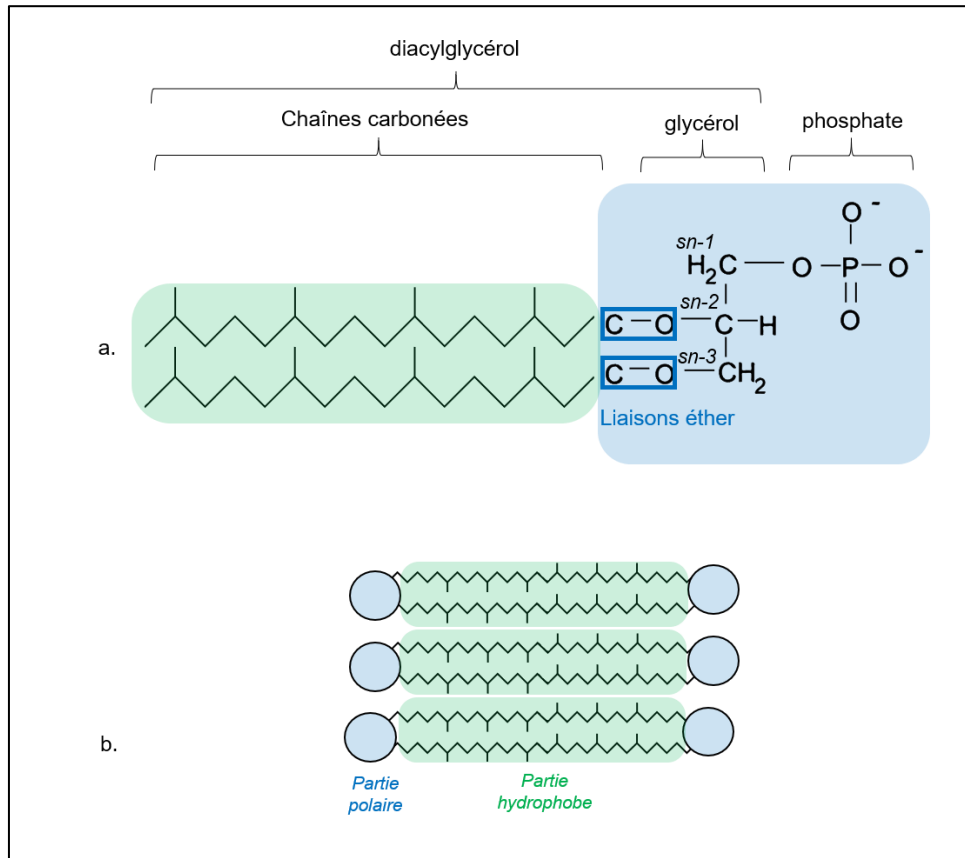 diacylglycérol
Chaînes carbonées
glycérol
phosphate
O -
sn-1
H2C O P O -
sn-2
O
a.
C O C H
sn-3
C O CH2
Liaisons éther
b.
Partie
polaire
Partie
hydrophobe